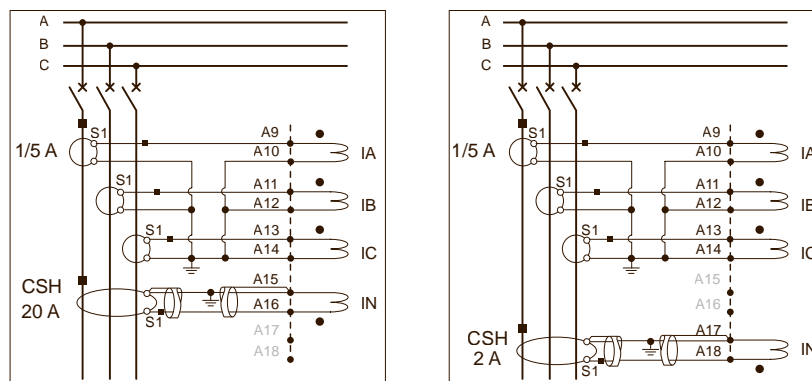 A
B
C
S1
A9
1/5 A
A10
IA
S1
A11
A12
IB
S1
A13
A14
IC
CSH
20 A
A15
A16
IN
S1
A17
A18
A
B
C
S1
A9
1/5 A
A10
IA
S1
A11
A12
IB
S1
A13
A14
IC
A15
A16
CSH
2 A
A17
A18
IN
S1